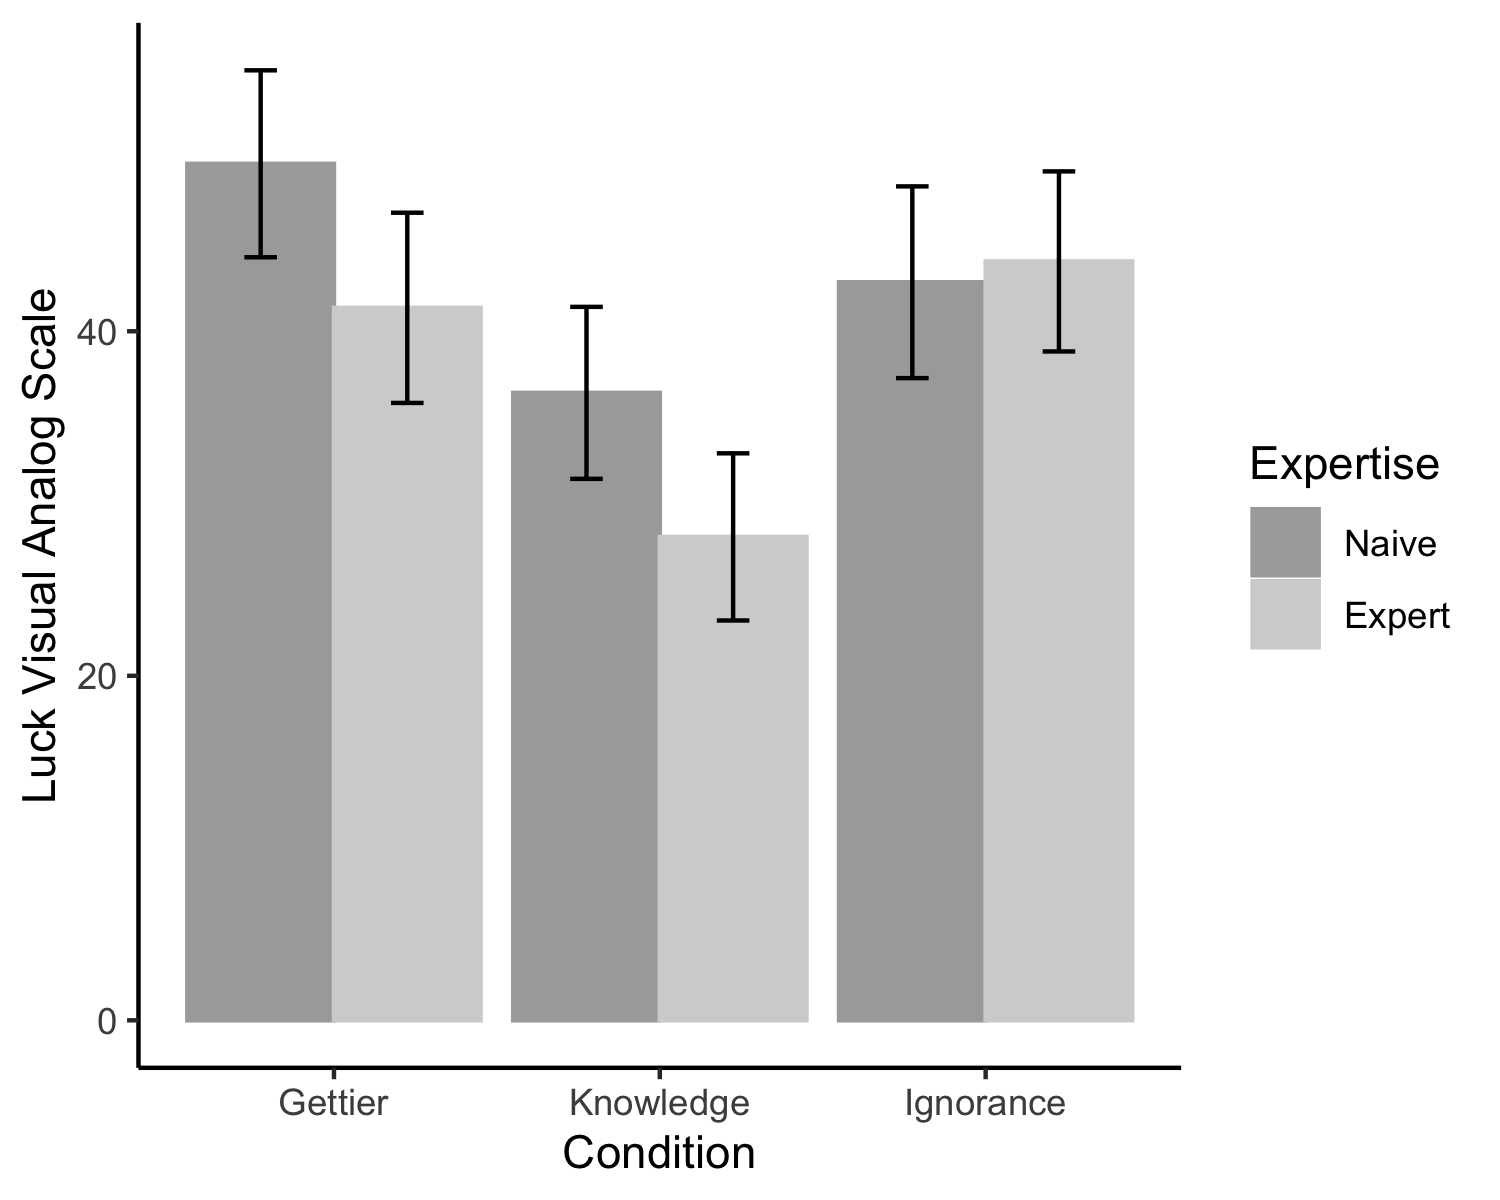 Luck Visual Analog Scale
40
20
0
Gettier Knowledge Ignorance
Condition
Expertise
Naive
Expert